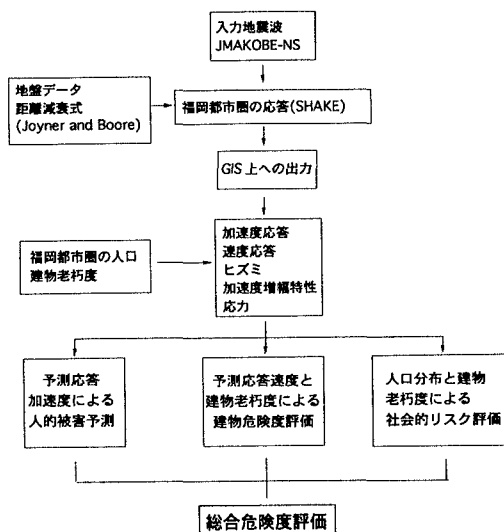 入力地震波
JMAKOBE-NS
地盤データ
距離減衰式
(Joyner and Boore)
福岡都市圏の応答(SHAKE)
GIS 上への出力
福岡都市圏の人口
建物老朽度
加速度応答
速度応答
ヒズミ
加速度増幅特性
応力
予測応答
加速度による
人的被害予測
予測応答速度と
建物老朽度による
建物危険度評価
人口分布と建物
老朽度による
社会的リスク評価
総合危険度評価